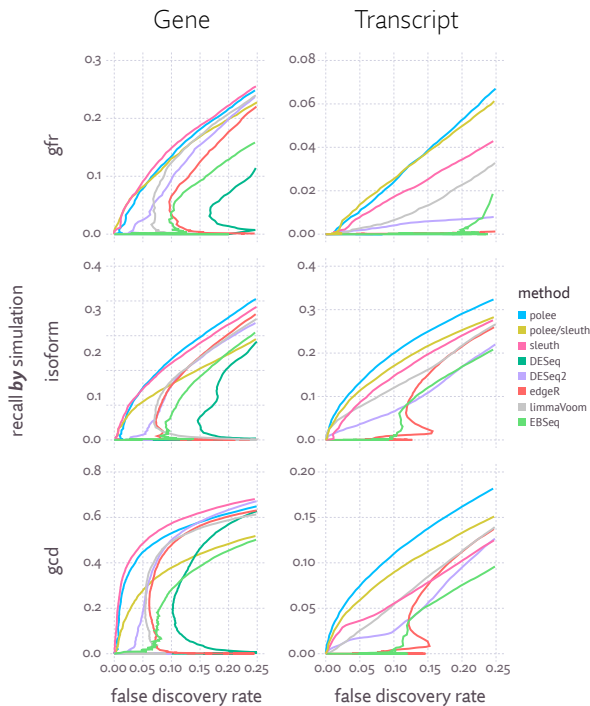 Gene Transcript
gfr
0.3
0.2
0.1
0.0
0.08
0.06
0.04
0.02
0.00
recall by simulation
isoform
0.4
0.3
0.2
0.1
0.0
0.4
0.3
0.2
0.1
0.0
method
polee
polee/sleuth
sleuth
DESeq
DESeq2
edgeR
limmaVoom
EBSeq
gcd
0.8
0.6
0.4
0.2
0.0
0.20
0.15
0.10
0.05
0.00
0.00 0.05 0.10 0.15 0.20 0.25
0.00 0.05 0.10 0.15 0.20 0.25
false discovery rate false discovery rate